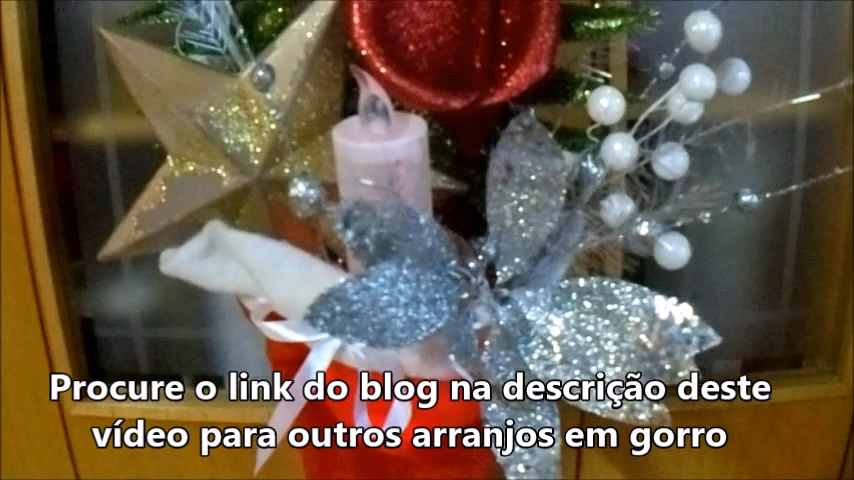 Procure o link do blog na descrição deste
vídeo para outros arranjos em gorro